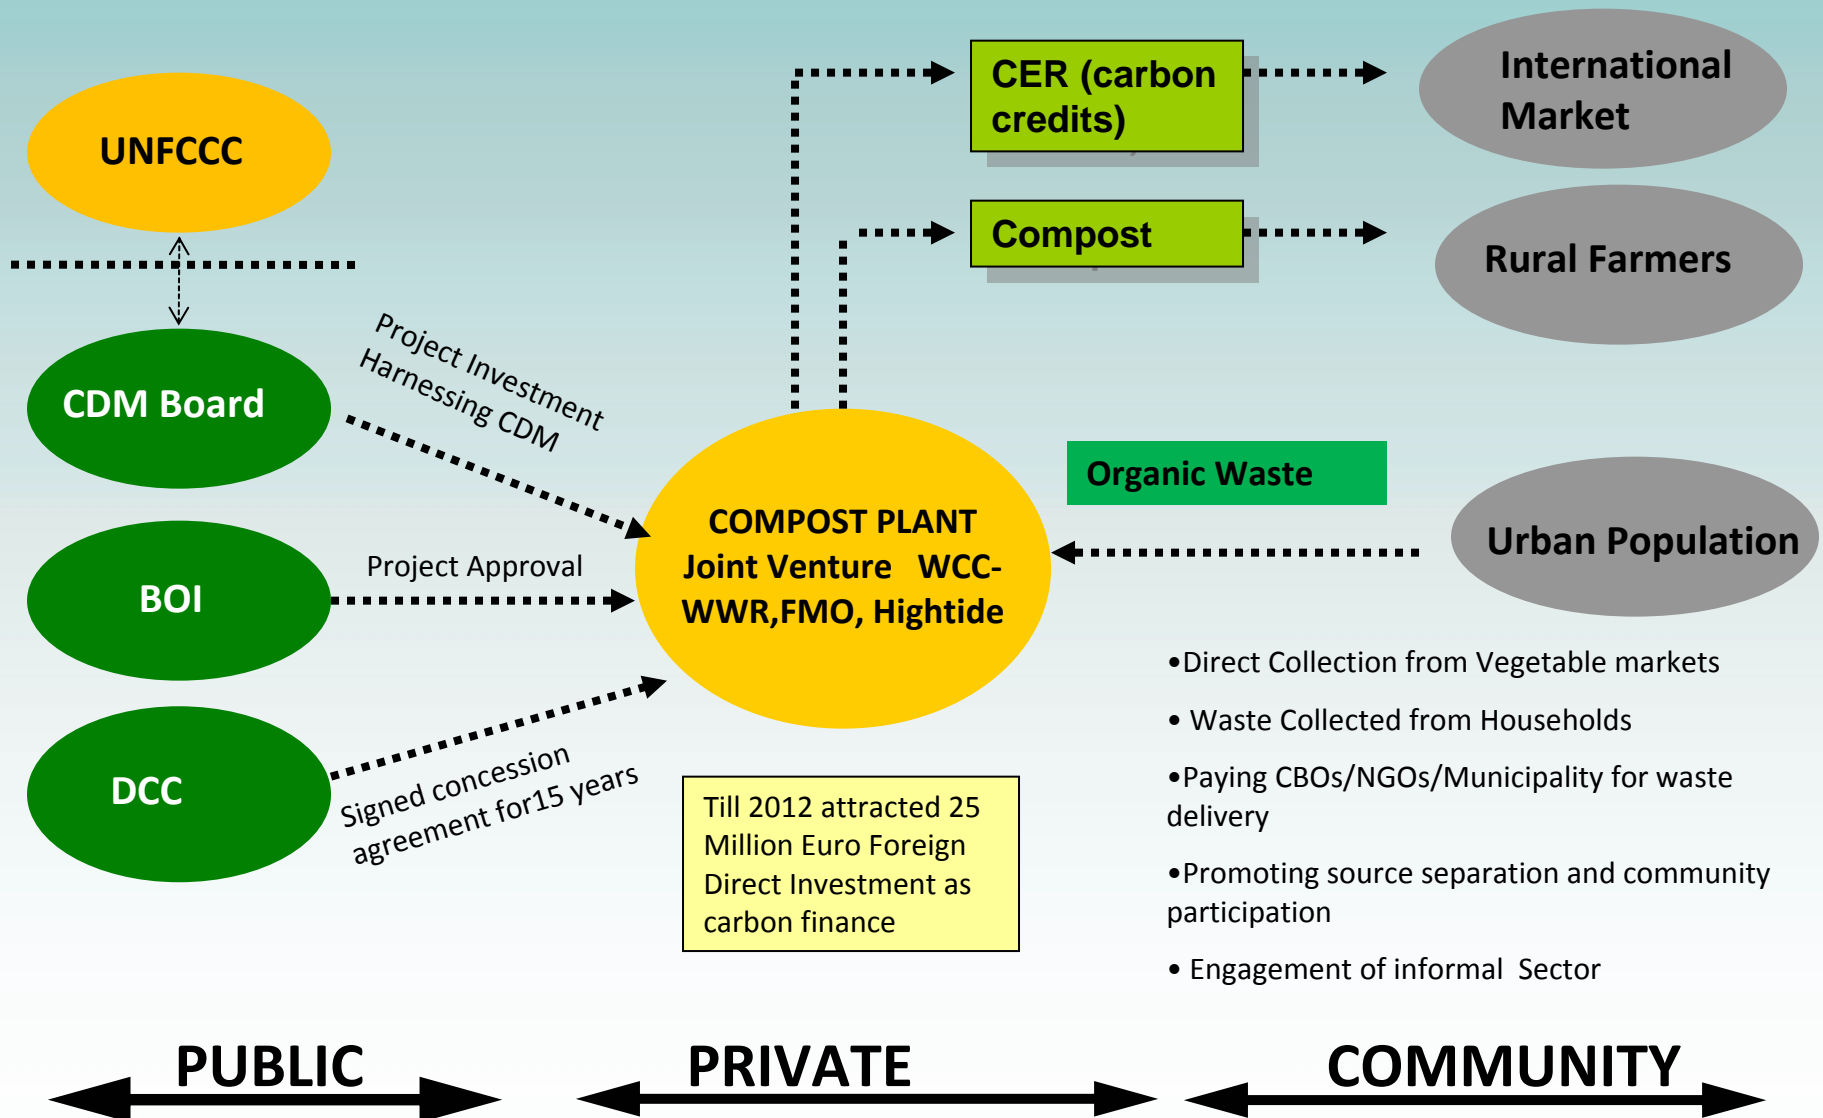 UNFCCC
CDM Board
BOI
DCC
Project Investment
Harnessing CDM
Project Approval
Signed concession
agreement for15 years
CER (carbon
credits)
Compost
International
Market
Rural Farmers
COMPOST PLANT
Joint Venture   WCC-
WWR,FMO, Hightide
Organic Waste
Urban Population
Till 2012 attracted 25
Million Euro Foreign
Direct Investment as
carbon finance
•Direct Collection from Vegetable markets
• Waste Collected from Households
•Paying CBOs/NGOs/Municipality for waste
delivery
•Promoting source separation and community
participation
• Engagement of informal  Sector
PUBLIC
PRIVATE
COMMUNITY